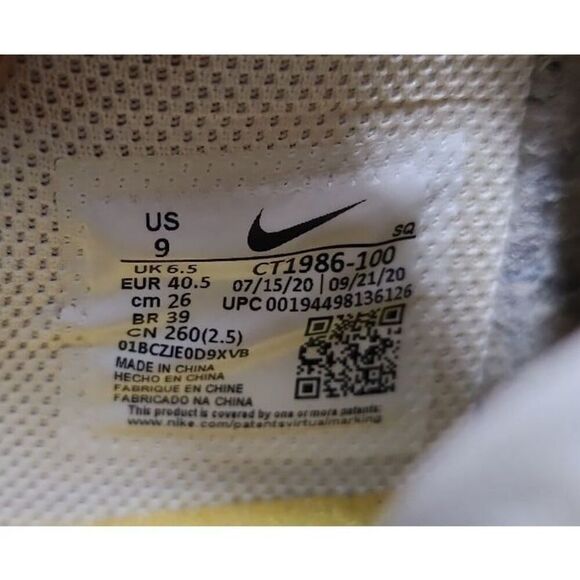 US
9
UK 6.5
EUR 40.5
cm 26
BR 39
CN 260(2.5)
01BCZJE0D9XVB
MADE IN CHINA
HECHO EN CHINA
FABRIQUE EN CHINE
FABRICADO NA CHINA
SQ
CT1986-100
07/15/20 | 09/21/20
UPC 00194498136126
This product is covered by one or more patents:
www.nike.com/patentsvirtualmarking